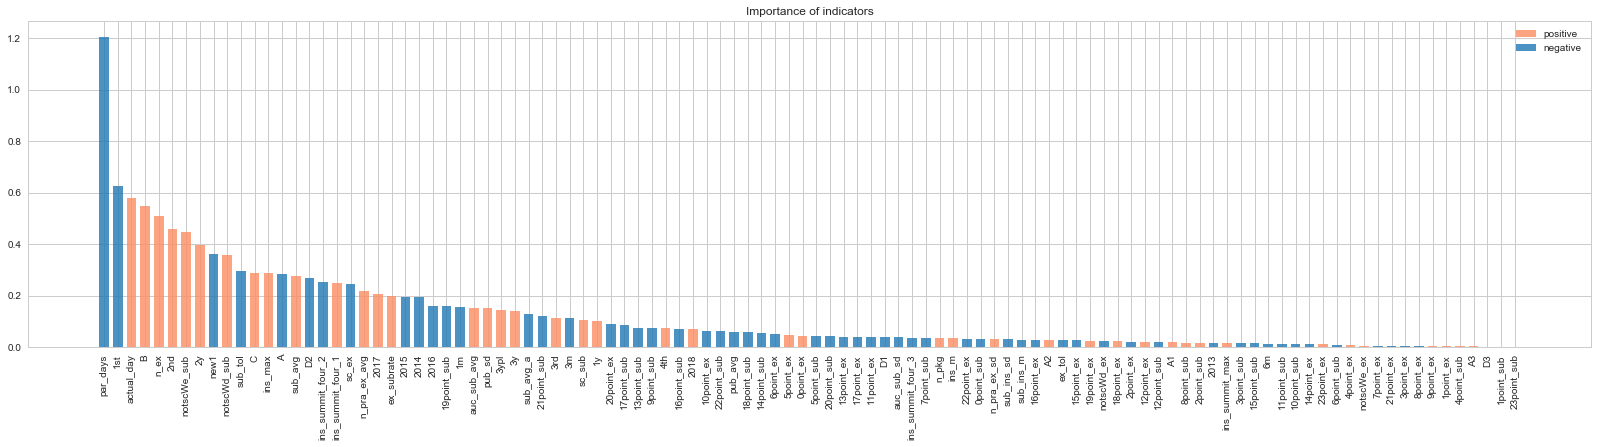 Importance of indicators
positive
negative
1.2
1.0
0.8
0.6
0.4
0.2
0.0
par_days
1st
actual_day
B
n_ex
2nd
notscWe_sub
2y
new1
notscWd_sub
sub_tol
C
ins_max
A
sub_avg
D2
ins_summit_four_2
ins_summit_four_1
sc_ex
n_pra_ex_avg
2017
ex_subrate
2015
2014
2016
19point_sub
1m
auc_sub_avg
pub_sd
3ypl
3y
sub_avg_a
21point_sub
3rd
3m
sc_sub
1y
20point_ex
17point_sub
13point_sub
9point_sub
4th
16point_sub
2018
10point_ex
22point_sub
pub_avg
18point_sub
14point_sub
6point_ex
5point_ex
0point_ex
5point_sub
20point_sub
13point_ex
17point_ex
11point_ex
D1
auc_sub_sd
ins_summit_four_3
7point_sub
n_pkg
ins_m
22point_ex
0point_sub
n_pra_ex_sd
sub_ins_sd
sub_ins_m
16point_ex
A2
ex_tol
15point_ex
19point_ex
notscWd_ex
18point_ex
2point_ex
12point_ex
12point_sub
A1
8point_sub
2point_sub
2013
ins_summit_max
3point_sub
15point_sub
6m
11point_sub
10point_sub
14point_ex
23point_ex
6point_sub
4point_ex
notscWe_ex
7point_ex
21point_ex
3point_ex
8point_ex
9point_ex
1point_ex
4point_sub
A3
D3
1point_sub
23point_sub